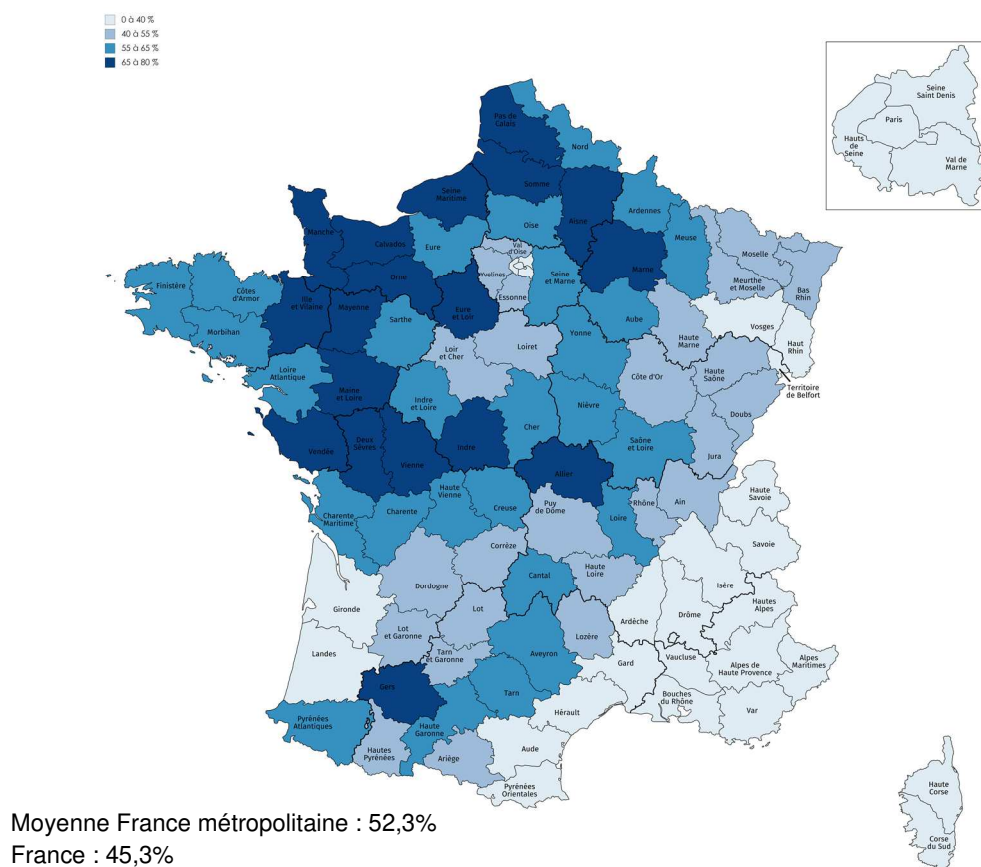 0 à 40 %
40 à 55 %
55 à 65 %
65 à 80 %
Seine
Saint Denis
Paris
Hauts
de
Seine
Val de
Marne
Pas de
Calais
Nord
Somme
Seine
Maritime
Aisne
Ardennes
Oise
Manche
Calvados
Eure
Val
d'Oise
Meuse
Moselle
Marne
Meurthe
et Moselle
Bas
Rhin
Orne
Yvelines
Seine
et Marne
Essonne
Finistère
Côtes
d'Armor
Ille
et Vilaine
Mayenne
Eure
et Loir
Aube
Vosges
Haut
Rhin
Morbihan
Sarthe
Haute
Marne
Loir
et Cher
Loiret
Yonne
Territoire
de Belfort
Loire
Atlantique
Maine
et Loire
Indre
et Loire
Côte d'Or
Haute
Saône
Doubs
Nièvre
Cher
Vendée
Deux
Sèvres
Vienne
Indre
Saône
et Loire
Jura
Allier
Haute
Vienne
Creuse
Puy
de Dôme
Rhône
Ain
Haute
Savoie
Charente
Maritime
Charente
Loire
Savoie
Corrèze
Haute
Loire
Isère
Dordogne
Cantal
Hautes
Alpes
Gironde
Ardèche
Drôme
Lot
et Garonne
Lot
Lozère
Landes
Tarn
et Garonne
Aveyron
Gard
Vaucluse
Alpes de
Haute Provence
Alpes
Maritimes
Gers
Tarn
Bouches
du Rhône
Var
Hérault
Pyrénées
Atlantiques
Haute
Garonne
Hautes
Pyrénées
Ariège
Aude
Pyrénées
Orientales
Haute
Corse
Corse
du Sud
Moyenne France métropolitaine : 52,3%
France : 45,3%